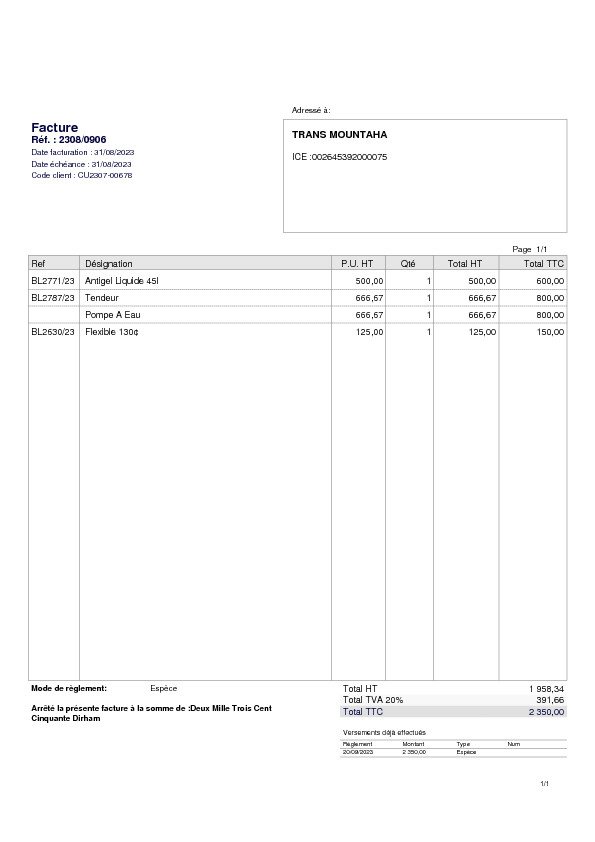 Adressé à:
Facture
Réf. : 2308/0906
Date facturation : 31/08/2023
Date échéance : 31/08/2023
Code client : CU2307-00678
TRANS MOUNTAHA
ICE :002645392000075
Page 1/1
Ref Désignation P.U. HT Qté Total HT Total TTC
BL2771/23 Antigel Liquide 45l 500,00 1 500,00 600,00
BL2787/23 Tendeur 666,67 1 666,67 800,00
Pompe A Eau 666,67 1 666,67 800,00
BL2630/23 Flexible 130¢ 125,00 1 125,00 150,00
Mode de règlement: Espèce
Arrêté la présente facture à la somme de :Deux Mille Trois Cent
Cinquante Dirham
Total HT 1 958,34
Total TVA 20% 391,66
Total TTC 2 350,00
Versements déjà effectués
Règlement Montant Type Num
20/09/2023 2 350,00 Espèce
1/1